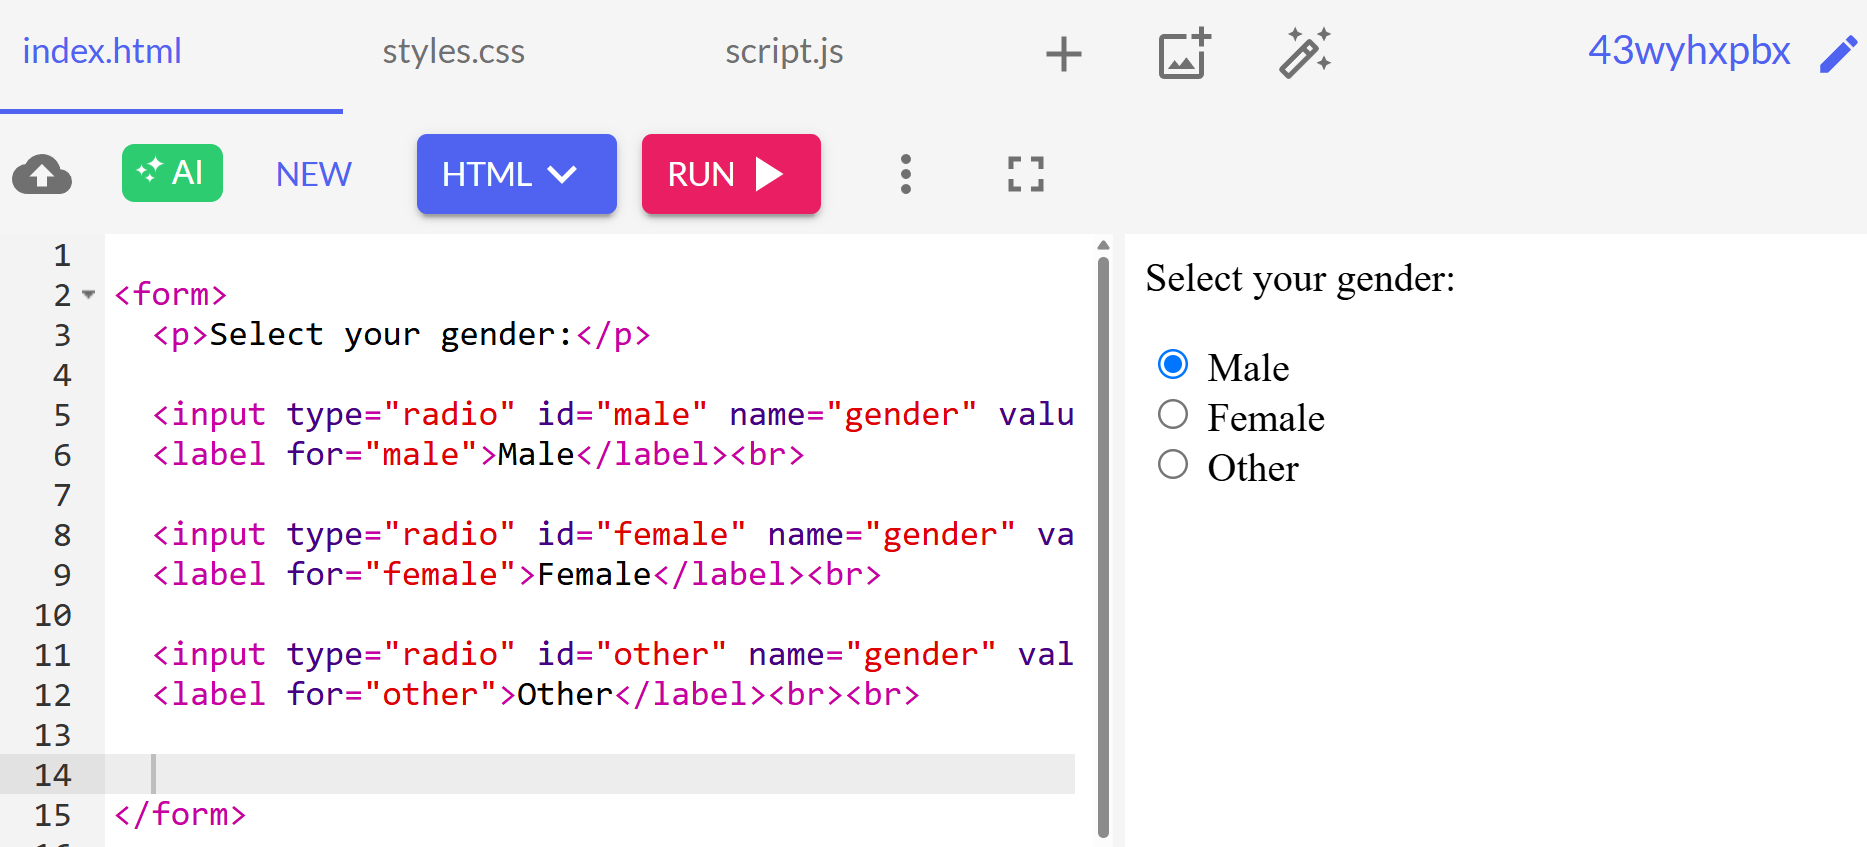 index.html styles.css script.js 43wyhxpbx
AI NEW HTML RUN
1
2 <form>
3 <p>Select your gender:</p>
4
5 <input type="radio" id="male" name="gender" valu
6 <label for="male">Male</label><br>
7
8 <input type="radio" id="female" name="gender" va
9 <label for="female">Female</label><br>
10
11 <input type="radio" id="other" name="gender" val
12 <label for="other">Other</label><br><br>
13
14
15 </form>
Select your gender:
Male
Female
Other